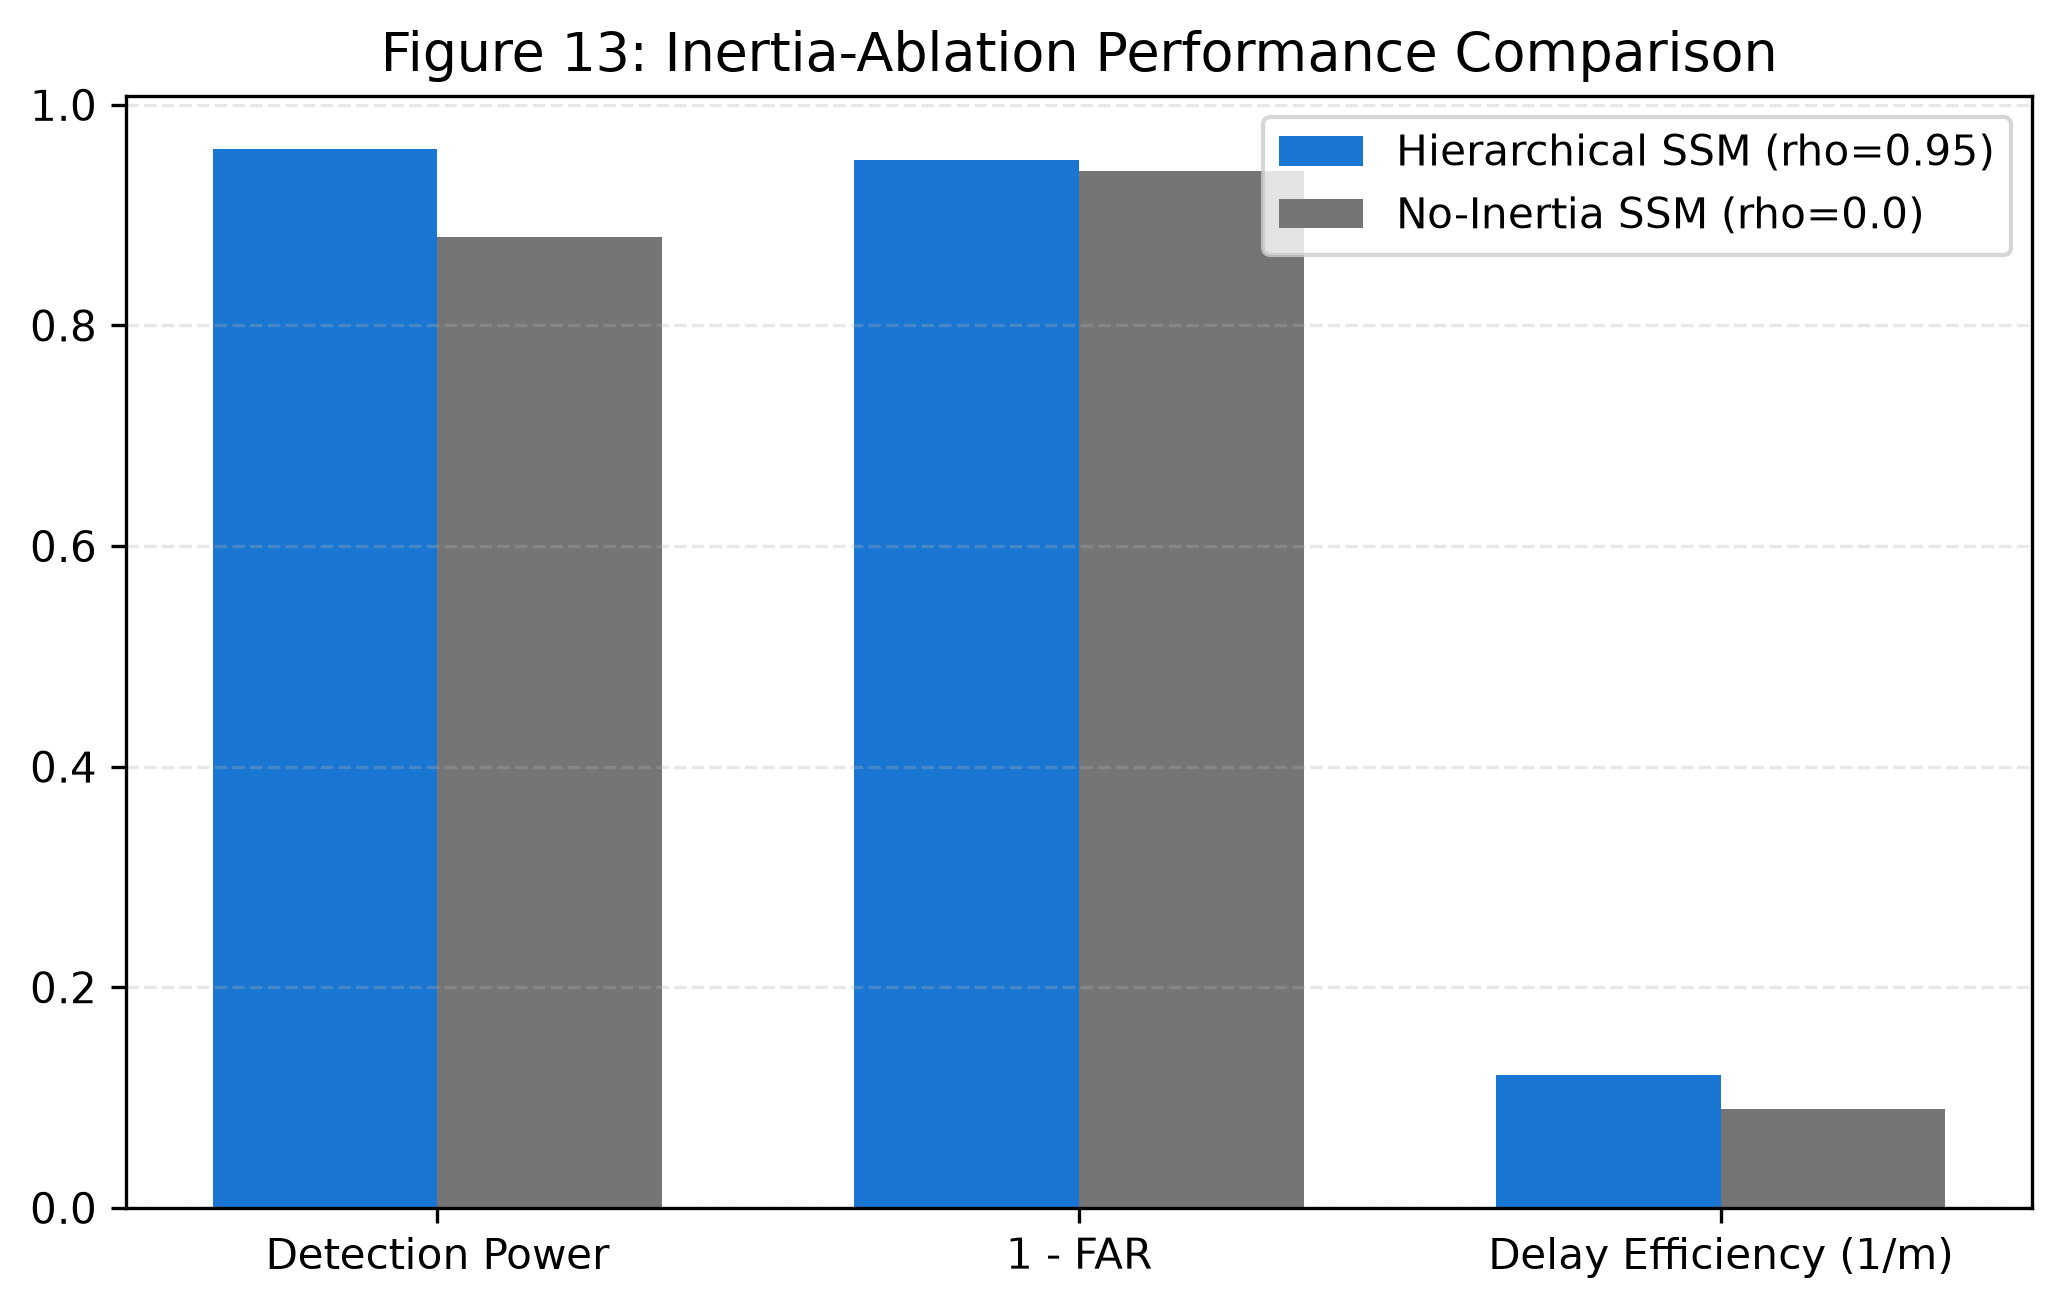 Figure 13: Inertia-Ablation Performance Comparison
Hierarchical SSM (rho=0.95)
No-Inertia SSM (rho=0.0)
1.0
0.8
0.6
0.4
0.2
0.0
Detection Power
1 - FAR
Delay Efficiency (1/m)